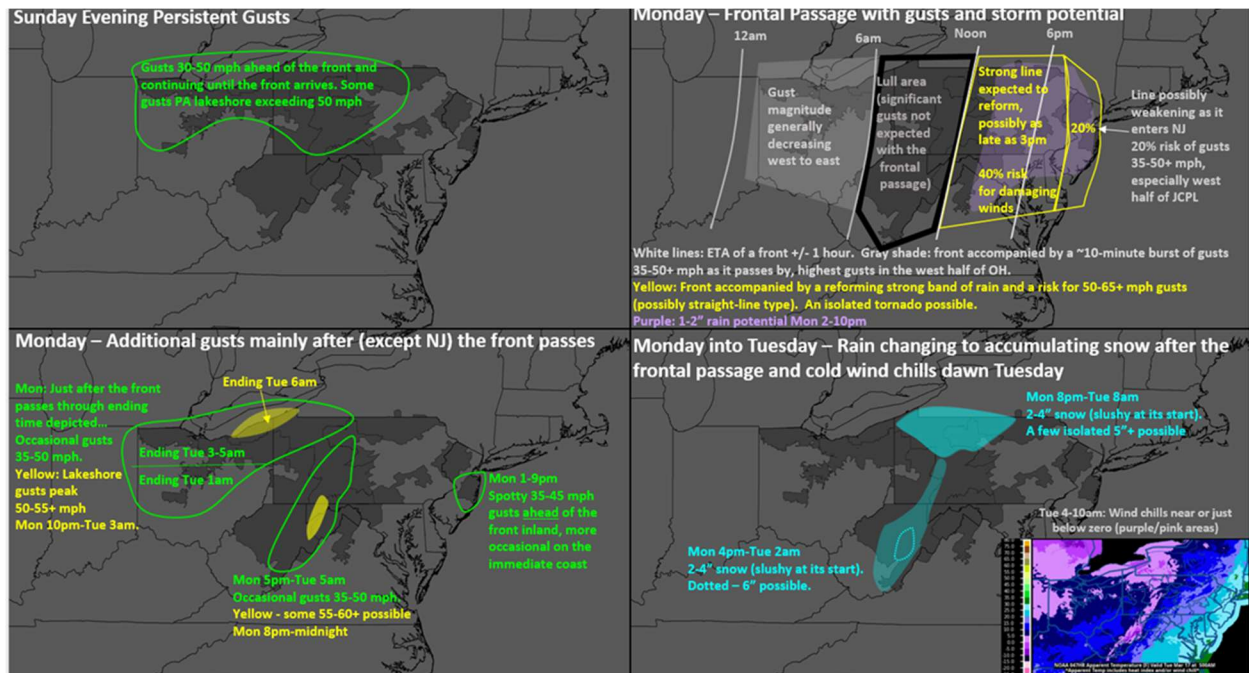 Sunday Evening Persistent Gusts
Gusts 30-50 mph ahead of the front and
continuing until the front arrives. Some
gusts PA lakeshore exceeding 50 mph
Monday – Frontal Passage with gusts and storm potential
12am
6am
Noon
6pm
Gust
magnitude
generally
decreasing
west to east
Lull area
(significant
gusts not
expected
with the
frontal
passage)
Strong line
expected to
reform,
possibly as
late as 3pm
40% risk
for damaging
winds
20%
Line possibly
weakening as it
enters NJ
20% risk of gusts
35-50+ mph,
especially west
half of JCPL
White lines: ETA of a front +/- 1 hour. Gray shade: front accompanied by a ~10-minute burst of gusts
35-50+ mph as it passes by, highest gusts in the west half of OH.
Yellow: Front accompanied by a reforming strong band of rain and a risk for 50-65+ mph gusts
(possibly straight-line type). An isolated tornado possible.
Purple: 1-2” rain potential Mon 2-10pm
Monday – Additional gusts mainly after (except NJ) the front passes
Ending Tue 6am
Mon: Just after the front
passes through ending
time depicted…
Occasional gusts
35-50 mph.
Yellow: Lakeshore
gusts peak
50-55+ mph
Mon 10pm-Tue 3am.
Ending Tue 3-5am
Ending Tue 1am
Mon 1-9pm
Spotty 35-45 mph
gusts ahead of the
front inland, more
occasional on the
immediate coast
Mon 5pm-Tue 5am
Occasional gusts 35-50 mph.
Yellow - some 55-60+ possible
Mon 8pm-midnight
Monday into Tuesday – Rain changing to accumulating snow after the
frontal passage and cold wind chills dawn Tuesday
Mon 8pm-Tue 8am
2-4” snow (slushy at its start).
A few isolated 5”+ possible
Mon 4pm-Tue 2am
2-4” snow (slushy at its start).
Dotted – 6” possible.
Tue 4-10am: Wind chills near or just
below zero (purple/pink areas)